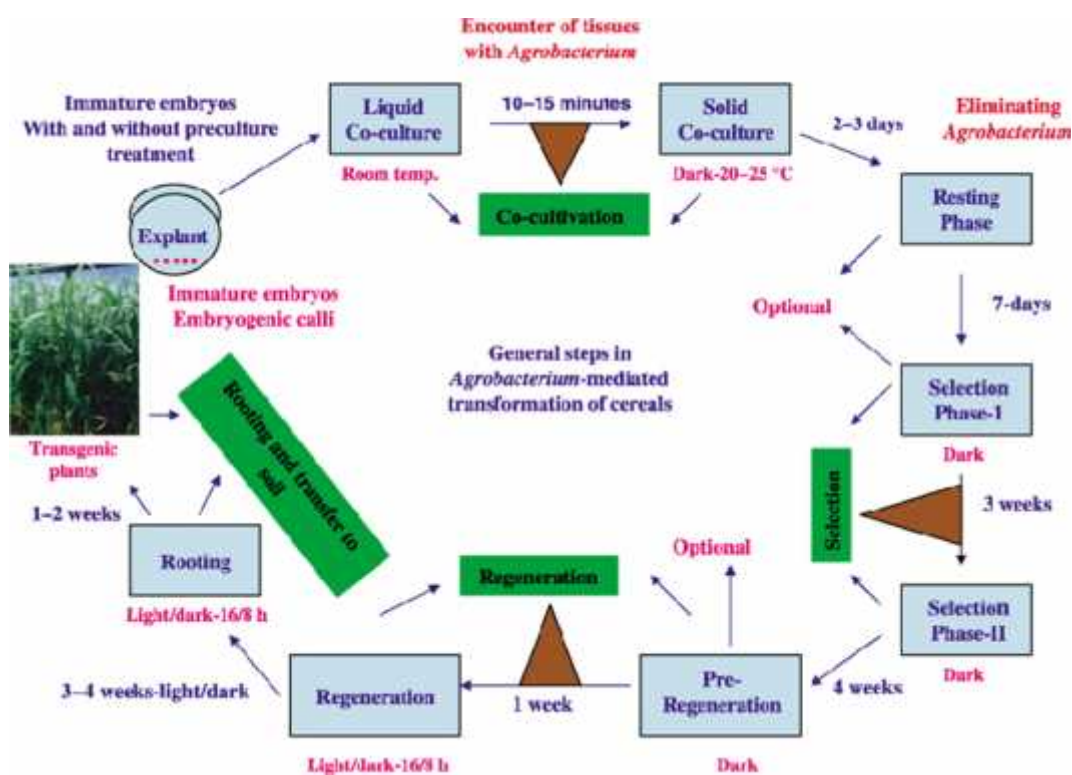 Encounter of tissues
with Agrobacterium
Immature embryos
With and without preculture
treatment
Liquid
Co-culture
10–15 minutes
Solid
Co-culture
2–3 days
Eliminating
Agrobacterium
Room temp.
Dark-20–25 °C
Co-cultivation
Resting
Phase
Explant
Immature embryos
Embryogenic calli
Optional
7-days
General steps in
Agrobacterium-mediated
transformation of cereals
Selection
Phase-I
Dark
Rooting and transfer to
soil
Transgenic
plants
1–2 weeks
Selection
3 weeks
Rooting
Light/dark-16/8 h
Regeneration
Optional
Selection
Phase-II
Dark
3–4 weeks-light/dark
Regeneration
1 week
Pre-
Regeneration
4 weeks
Light/dark-16/8 h
Dark